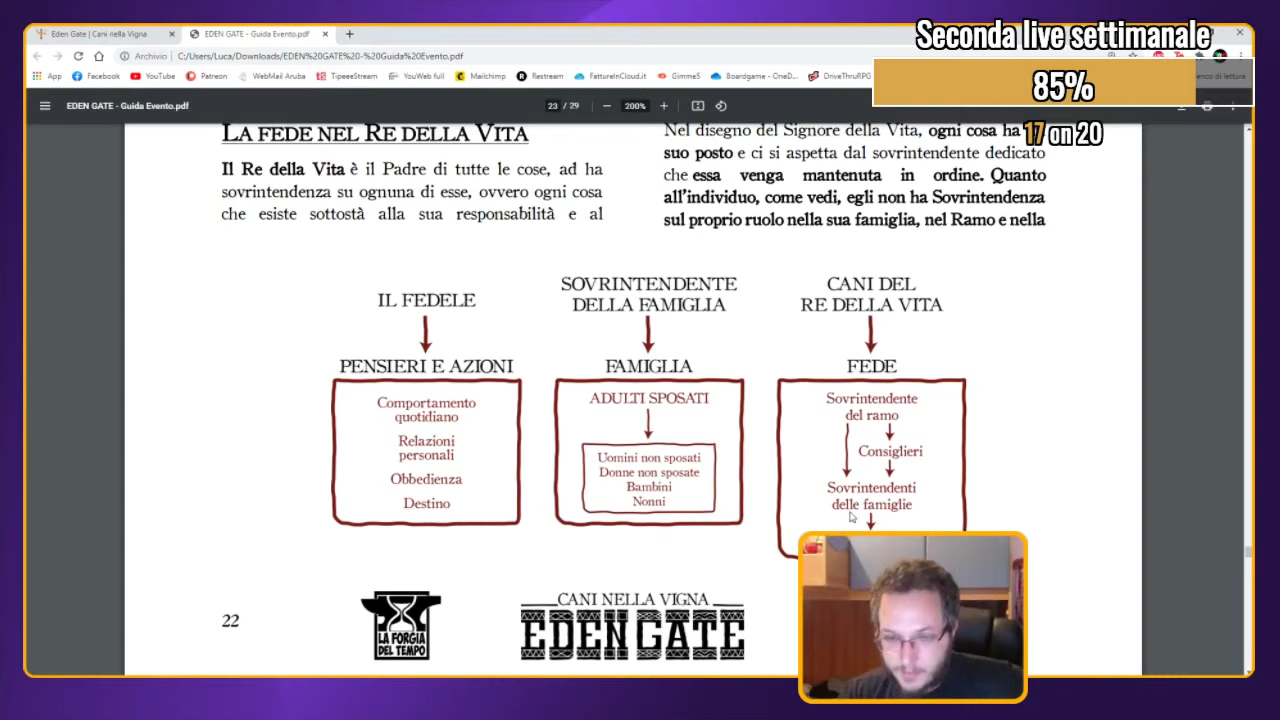 Eden Gate | Cani nella Vigna
EDEN GATE - Guida Evento.pdf
Seconda live settimanale
85%
17 on 20
Archivio
C:/Users/Luca/Downloads/EDEN%20GATE%20-%20Guida%20Evento.pdf
App
Facebook
YouTube
Patreon
WebMail Aruba
TipeeeStream
YouWeb full
Mailchimp
Restream
FattureInCloud.it
Gimme5
Boardgame - OneD...
DriveThruRPG
enco di lettura
EDEN GATE - Guida Evento.pdf
23 / 29
200%
LA FEDE NEL RE DELLA VITA
Il Re della Vita è il Padre di tutte le cose, ad ha
sovrintendenza su ognuna di esse, ovvero ogni cosa
che esiste sottostà alla sua responsabilità e al
Nel disegno del Signore della Vita, ogni cosa ha
suo posto e ci si aspetta dal sovrintendente dedicato
che essa venga mantenuta in ordine. Quanto
all'individuo, come vedi, egli non ha Sovrintendenza
sul proprio ruolo nella sua famiglia, nel Ramo e nella
IL FEDELE
PENSIERI E AZIONI
Comportamento
quotidiano
Relazioni
personali
Obbedienza
Destino
SOVRINTENDENTE
DELLA FAMIGLIA
FAMIGLIA
ADULTI SPOSATI
Uomini non sposati
Donne non sposate
Bambini
Nonni
CANI DEL
RE DELLA VITA
FEDE
Sovrintendente
del ramo
Consiglieri
Sovrintendenti
delle famiglie
22
LA FORGIA
DEL TEMPO
CANI NELLA VIGNA
EDEN GATE